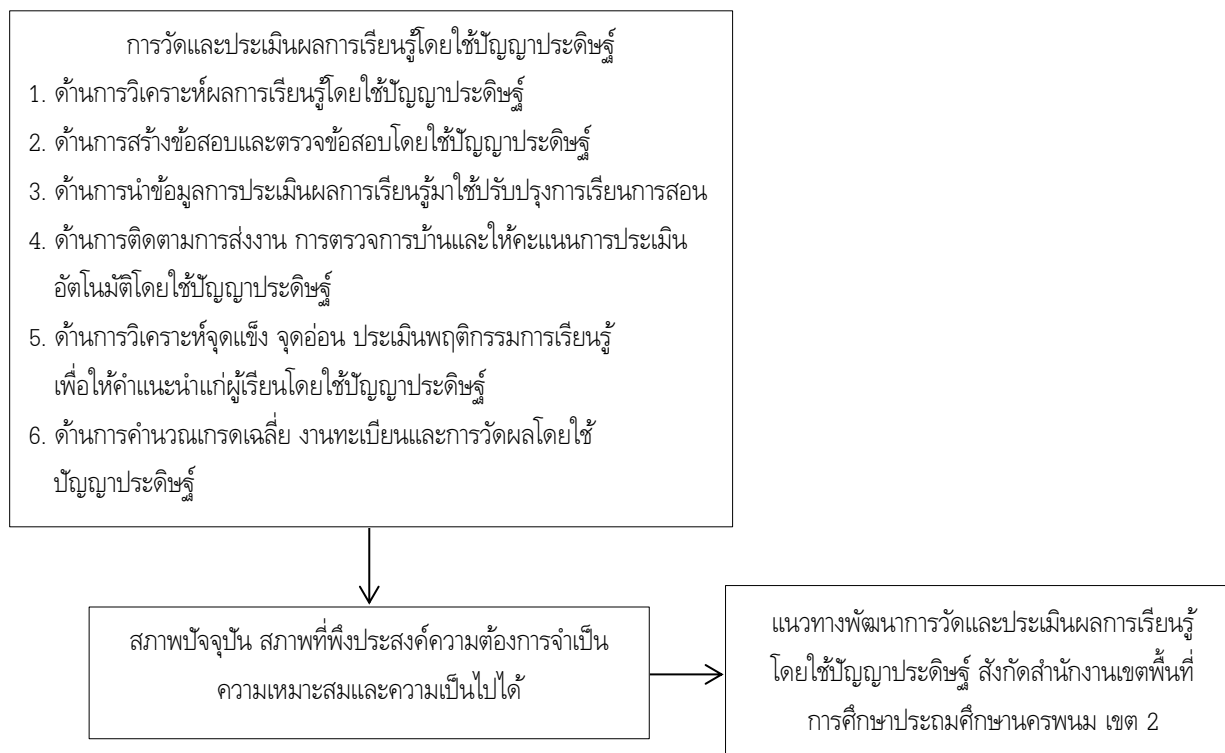 การวัดและประเมินผลการเรียนรู้โดยใช้ปัญญาประดิษฐ์
1. ด้านการวิเคราะห์ผลการเรียนรู้โดยใช้ปัญญาประดิษฐ์
2. ด้านการสร้างข้อสอบและตรวจข้อสอบโดยใช้ปัญญาประดิษฐ์
3. ด้านการนำข้อมูลการประเมินผลการเรียนรู้มาใช้ปรับปรุงการเรียนการสอน
4. ด้านการติดตามการส่งงาน การตรวจการบ้านและให้คะแนนการประเมิน
อัตโนมัติโดยใช้ปัญญาประดิษฐ์
5. ด้านการวิเคราะห์จุดแข็ง จุดอ่อน ประเมินพฤติกรรมการเรียนรู้
เพื่อให้คำแนะนำแก่ผู้เรียนโดยใช้ปัญญาประดิษฐ์
6. ด้านการคำนวณเกรดเฉลี่ย งานทะเบียนและการวัดผลโดยใช้
ปัญญาประดิษฐ์
สภาพปัจจุบัน สภาพที่พึงประสงค์ความต้องการจำเป็น
ความเหมาะสมและความเป็นไปได้
แนวทางพัฒนาการวัดและประเมินผลการเรียนรู้
โดยใช้ปัญญาประดิษฐ์ สังกัดสำนักงานเขตพื้นที่
การศึกษาประถมศึกษานครพนม เขต 2